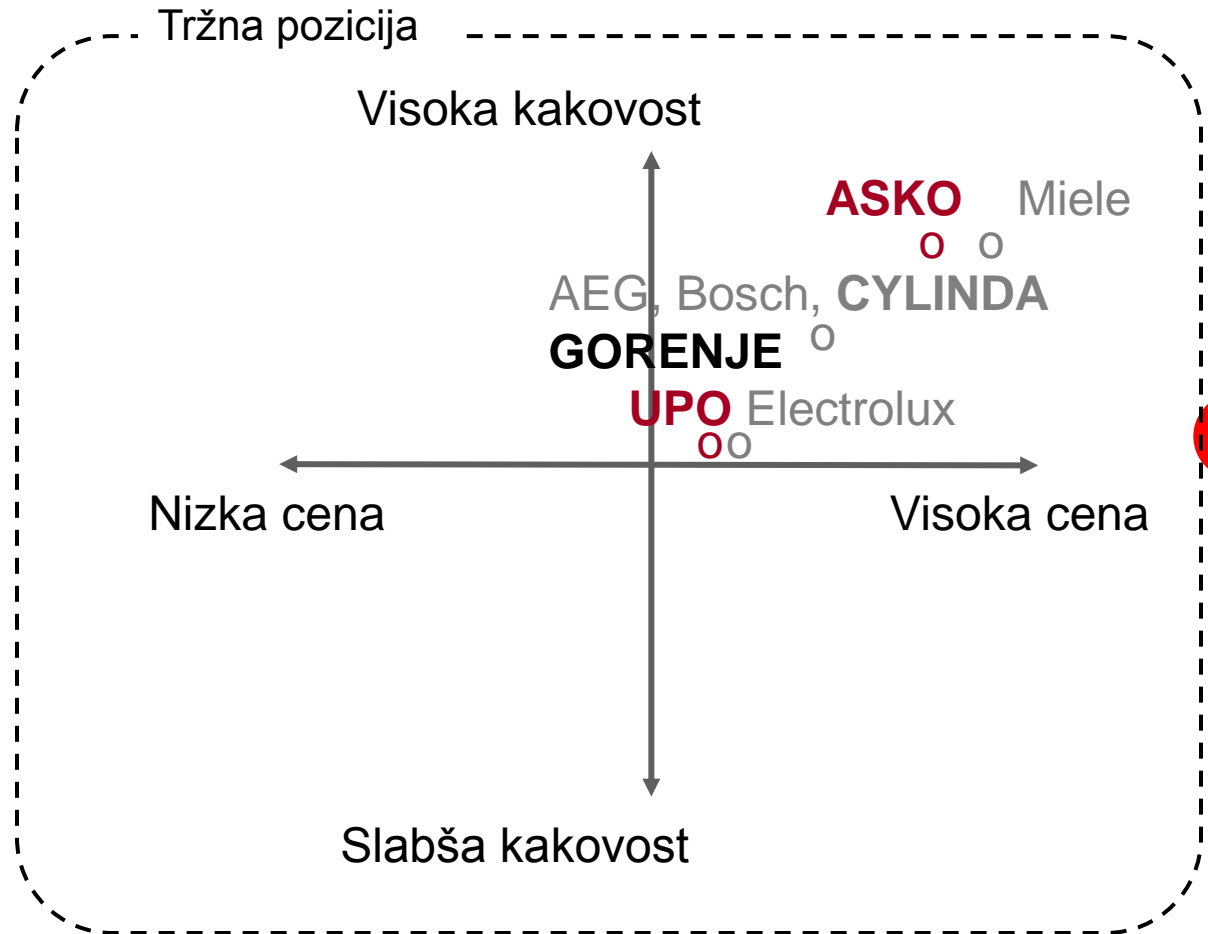 Tržna pozicija
Visoka kakovost
ASKO Miele
o o
AEG, Bosch, CYLINDA
o
GORENJE
UPO Electrolux
oo
Nizka cena
Visoka cena
Slabša kakovost